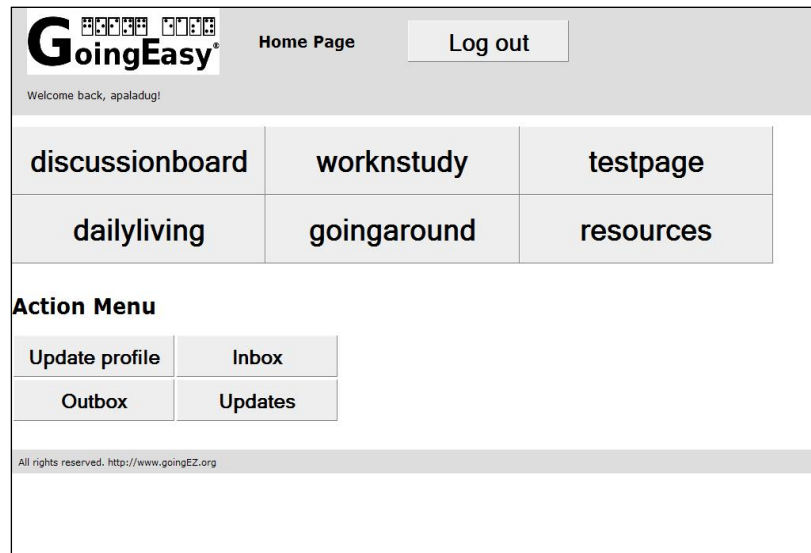 GoingEasy®
Home Page
Log out
Welcome back, apaladug!
discussionboard worknstudy testpage
dailyliving goingaround resources
Action Menu
Update profile Inbox
Outbox Updates
All rights reserved. http://www.goingEZ.org